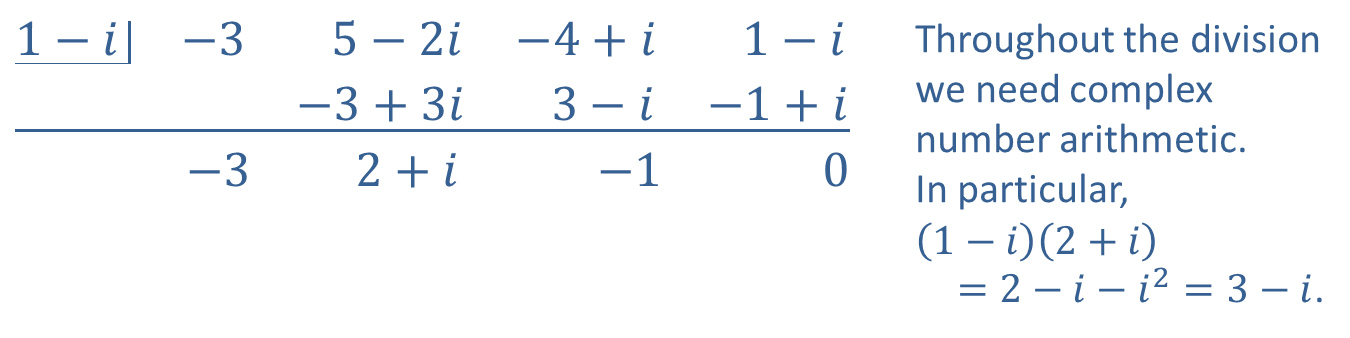 1 − i| −3 5 − 2i −4 + i 1 − i
−3 + 3i 3 − i −1 + i
−3 2 + i −1 0
Throughout the division
we need complex
number arithmetic.
In particular,
(1 − i)(2 + i)
= 2 − i − i² = 3 − i.